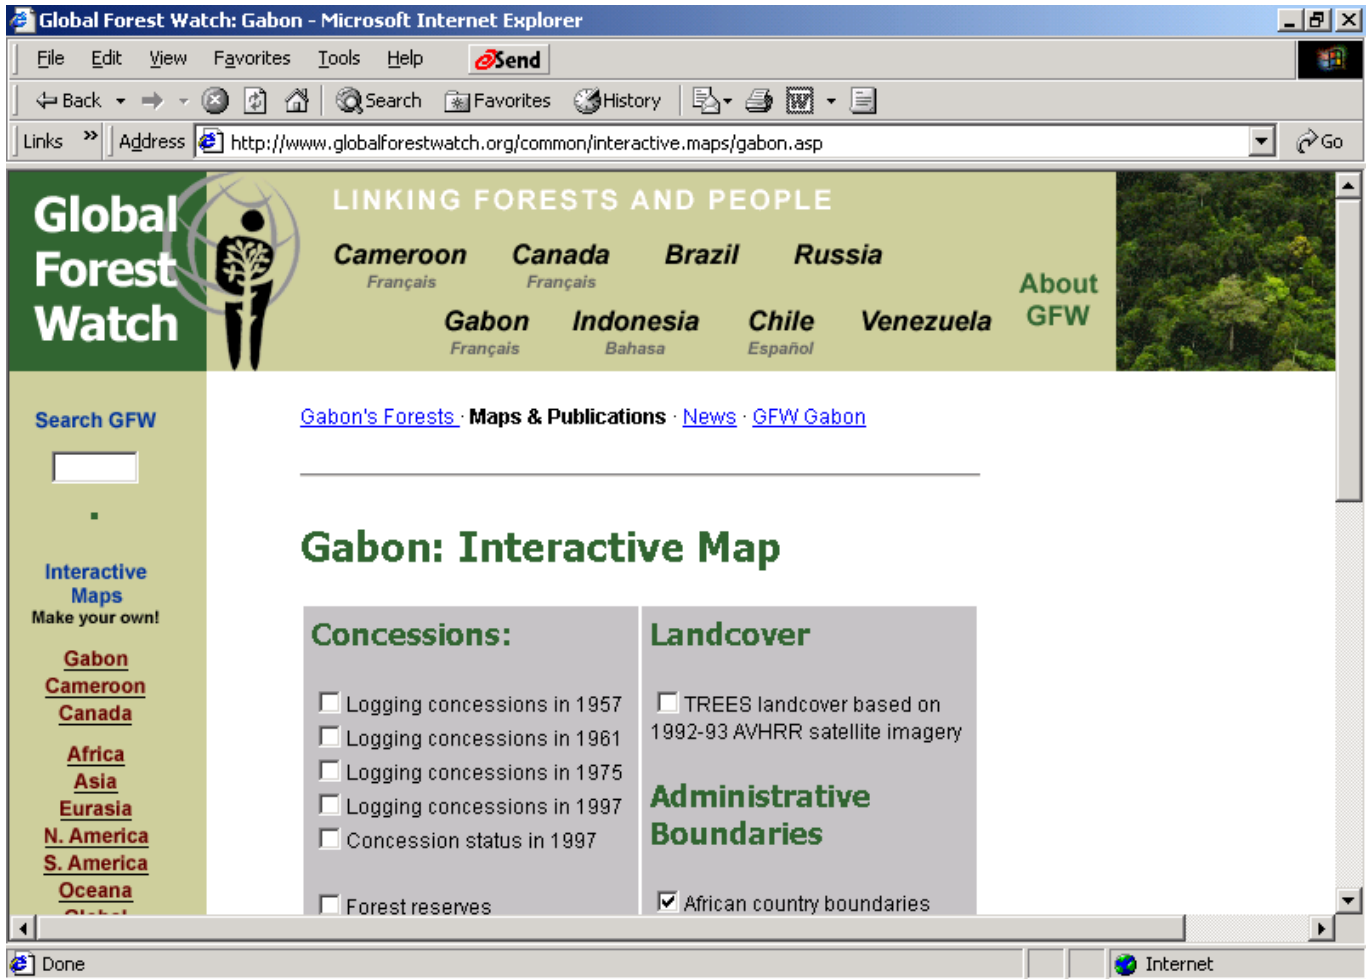 Global Forest Watch: Gabon - Microsoft Internet Explorer
File Edit View Favorites Tools Help Send
Back Search Favorites History
Links » Address http://www.globalforestwatch.org/common/interactive.maps/gabon.asp Go
Global
Forest
Watch
LINKING FORESTS AND PEOPLE
Cameroon Canada Brazil Russia
Français Français
Gabon Indonesia Chile Venezuela
Français Bahasa Español
About
GFW
Search GFW
Interactive
Maps
Make your own!
Gabon
Cameroon
Canada
Africa
Asia
Eurasia
N. America
S. America
Oceana
Global
Gabon's Forests · Maps & Publications · News · GFW Gabon
Gabon: Interactive Map
Concessions:
Logging concessions in 1957
Logging concessions in 1961
Logging concessions in 1975
Logging concessions in 1997
Concession status in 1997
Forest reserves
Landcover
TREES landcover based on
1992-93 AVHRR satellite imagery
Administrative
Boundaries
African country boundaries
Done Internet